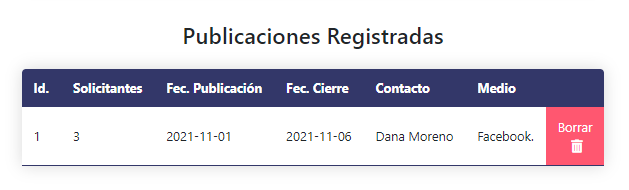 Publicaciones Registradas
Id. Solicitantes Fec. Publicación Fec. Cierre Contacto Medio
1 3 2021-11-01 2021-11-06 Dana Moreno Facebook. Borrar